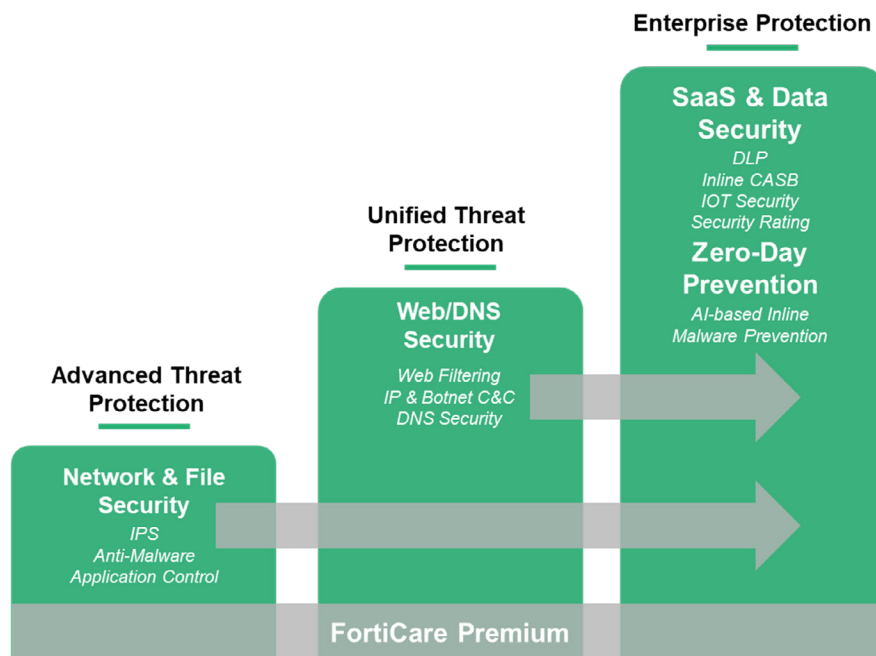 Enterprise Protection
SaaS & Data
Security
DLP
Inline CASB
IOT Security
Security Rating
Zero-Day
Prevention
AI-based Inline
Malware Prevention
Unified Threat
Protection
Web/DNS
Security
Web Filtering
IP & Botnet C&C
DNS Security
Advanced Threat
Protection
Network & File
Security
IPS
Anti-Malware
Application Control
FortiCare Premium